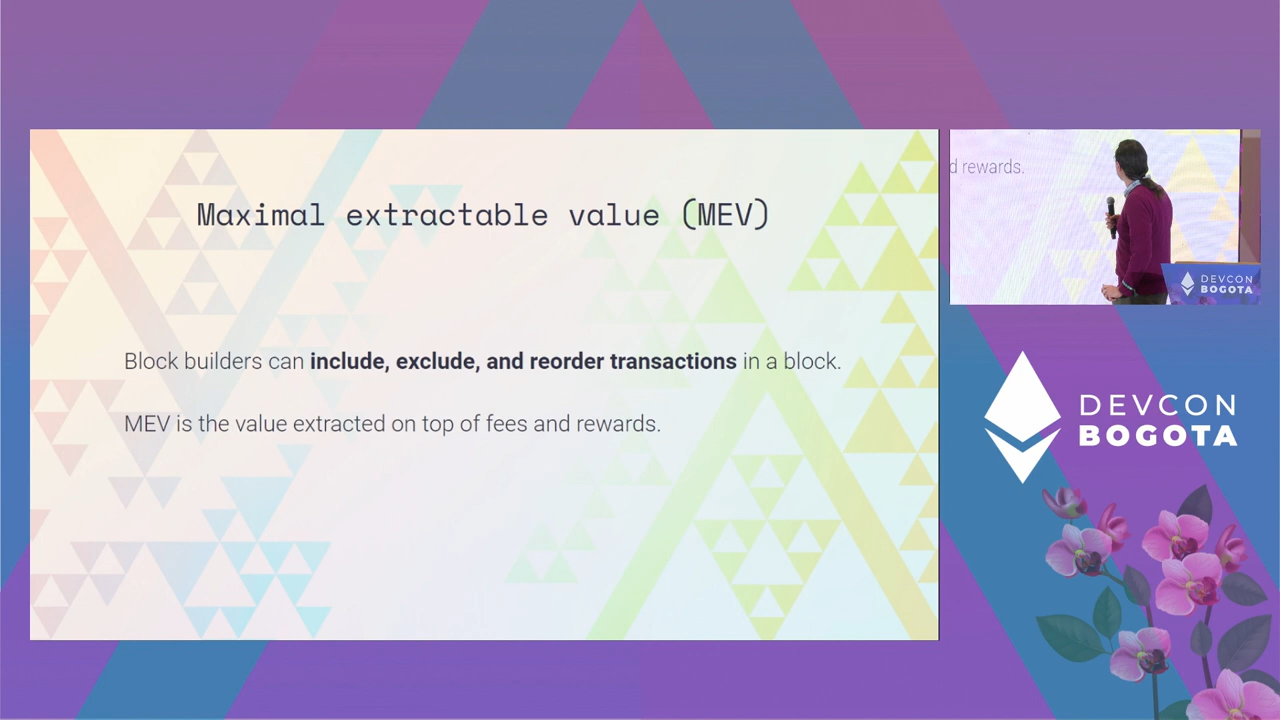 Maximal extractable value (MEV)
Block builders can include, exclude, and reorder transactions in a block.
MEV is the value extracted on top of fees and rewards.
d rewards.
DEVCON
BOGOTA
DEVCON
BOGOTA